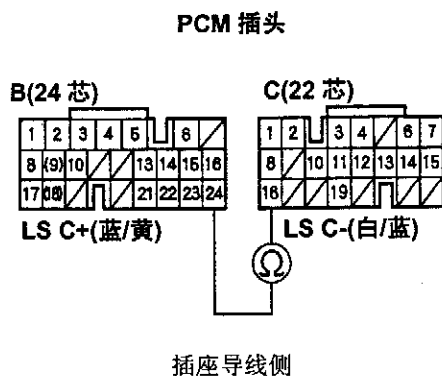 PCM 插头
B(24 芯)
C(22 芯)
1 2 3 4 5 6
8 (9) 10 13 14 15 16
17 (18) 21 22 23 24
1 2 3 4 6 7
8 10 11 12 13 14 15
16 19
LS C+(蓝/黄)
LS C-(白/蓝)
Ω
插座导线侧